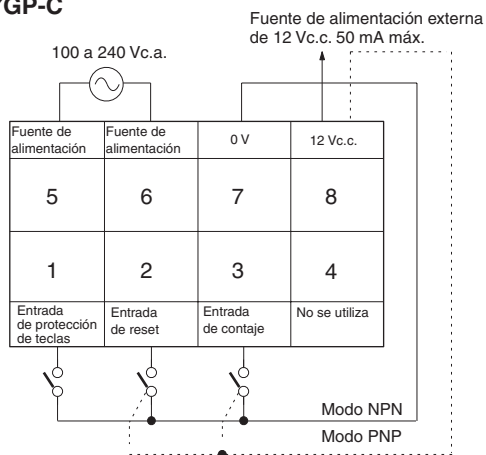 YGP-C
Fuente de alimentación externa
de 12 Vc.c. 50 mA máx.
100 a 240 Vc.a.
Fuente de
alimentación
Fuente de
alimentación
0 V
12 Vc.c.
5
6
7
8
1
2
3
4
Entrada
de protección
de teclas
Entrada
de reset
Entrada
de contaje
No se utiliza
Modo NPN
Modo PNP